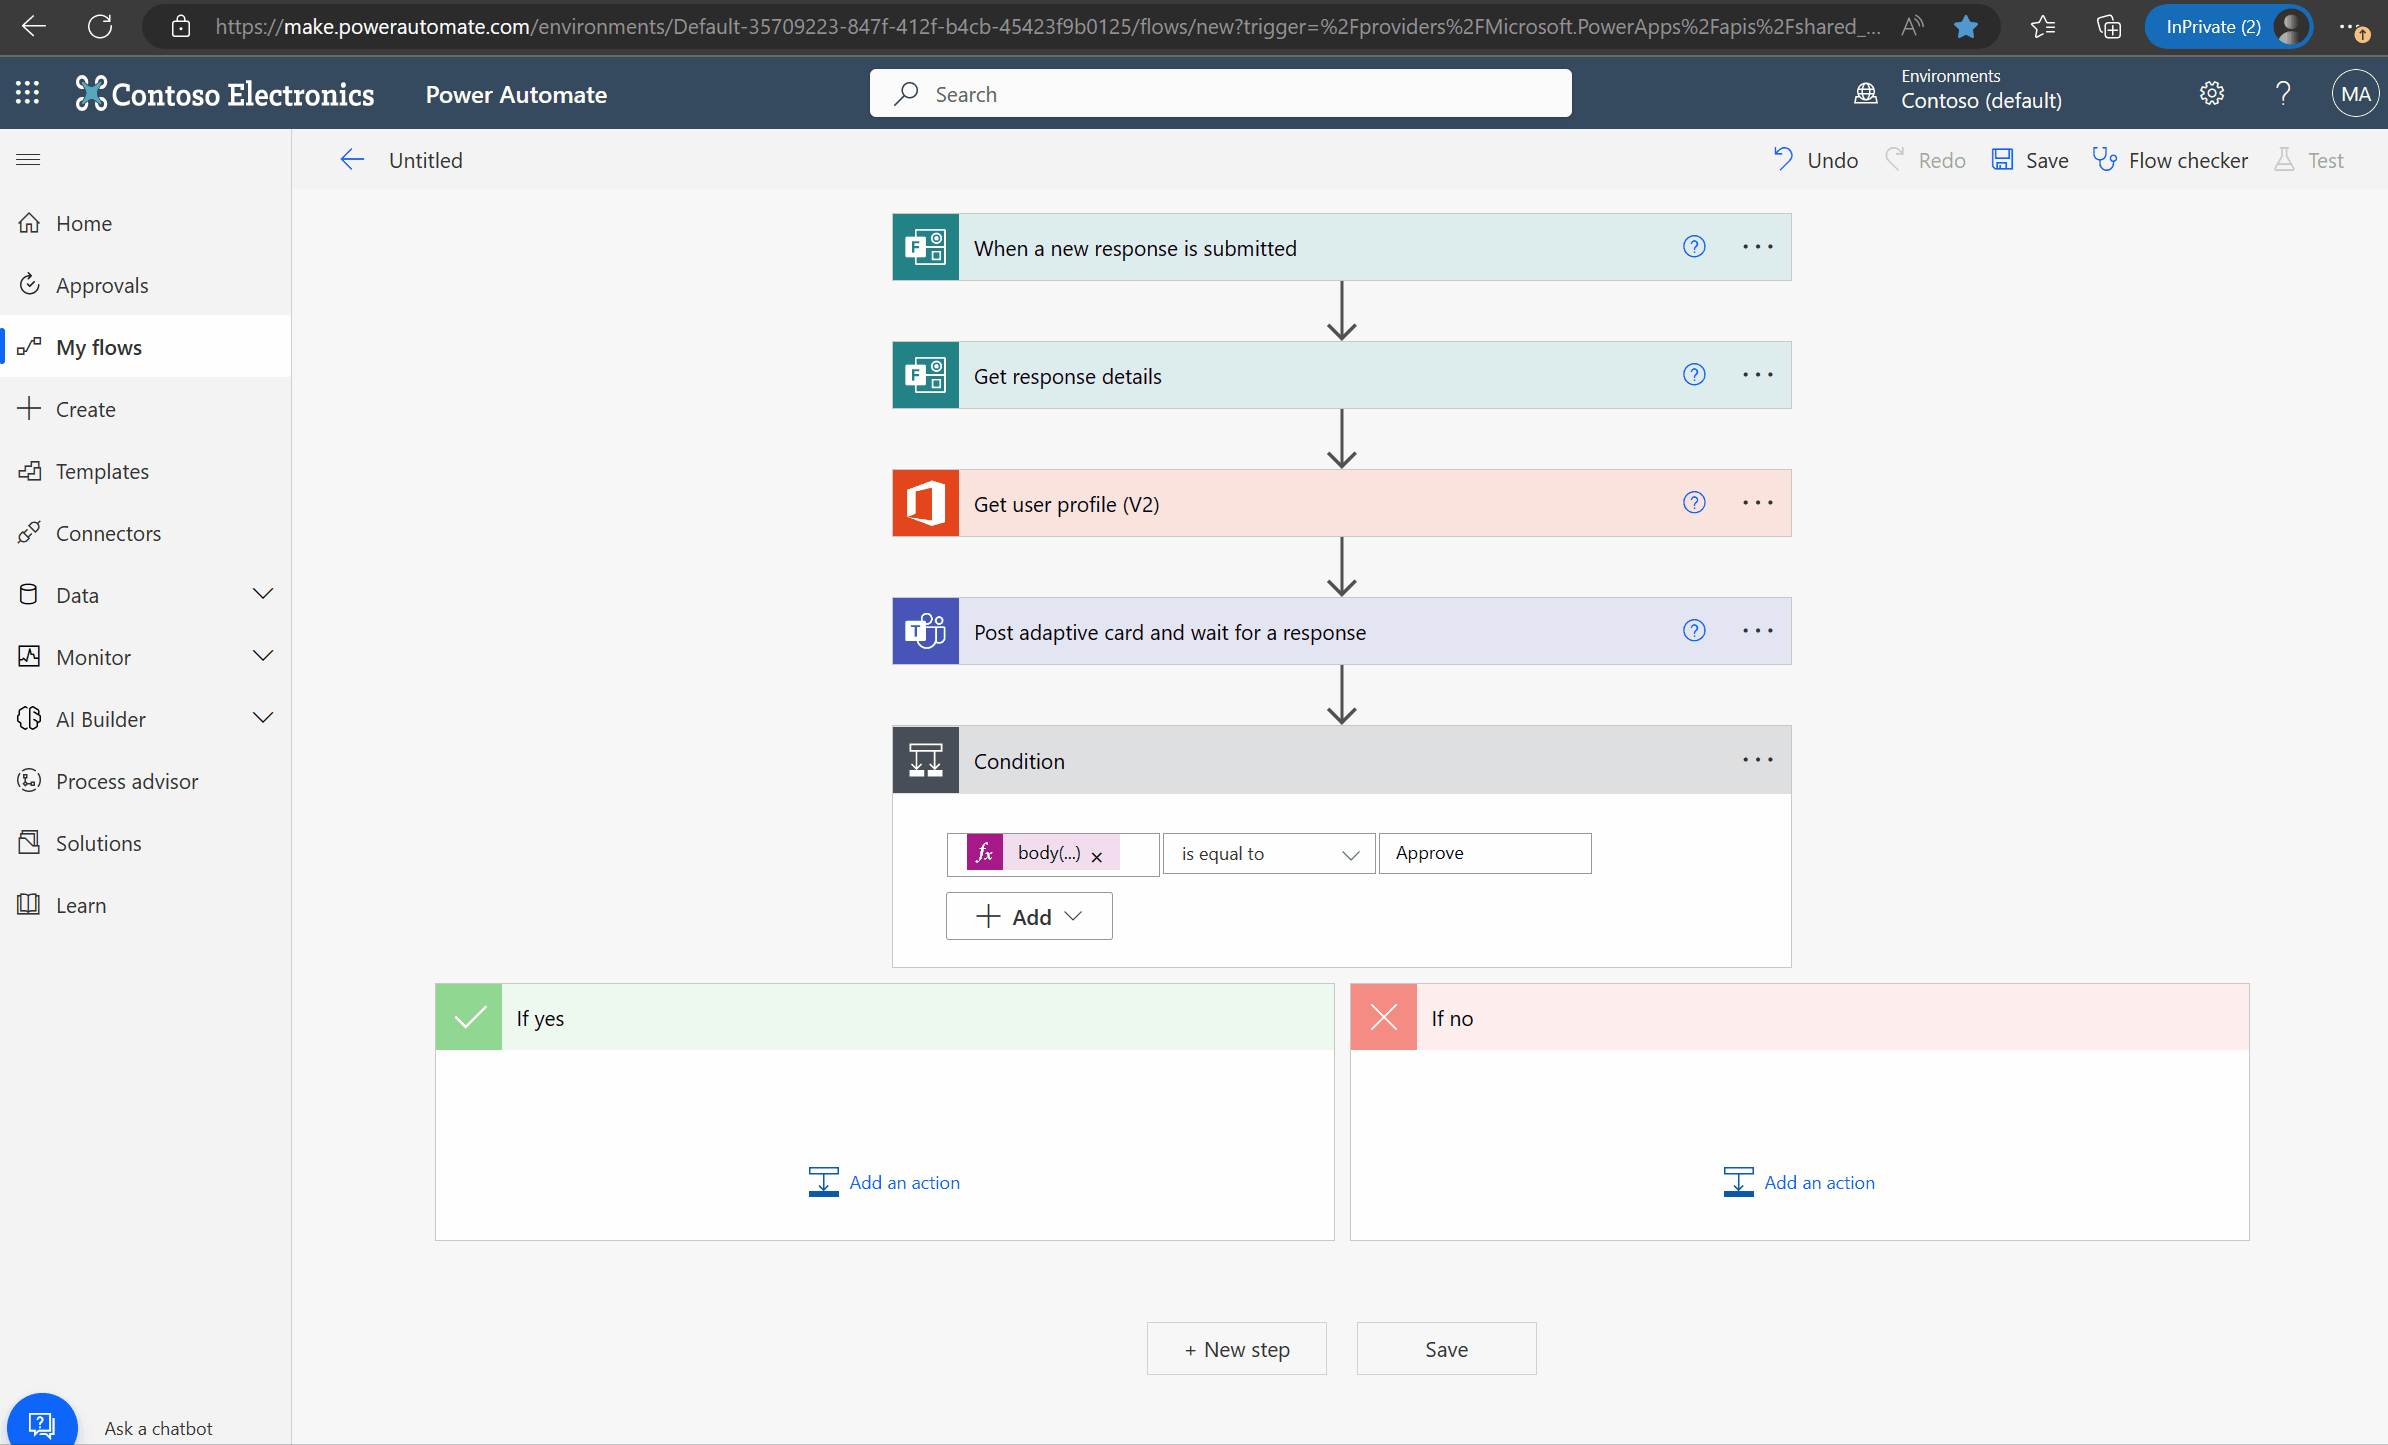 https://make.powerautomate.com/environments/Default-35709223-847f-412f-b4cb-45423f9b0125/flows/new?trigger=%2Fproviders%2FMicrosoft.PowerApps%2Fapis%2Fshared_...
InPrivate (2)
Contoso Electronics
Power Automate
Search
Environments
Contoso (default)
MA
Untitled
Undo
Redo
Save
Flow checker
Test
Home
Approvals
My flows
Create
Templates
Connectors
Data
Monitor
AI Builder
Process advisor
Solutions
Learn
Ask a chatbot
When a new response is submitted
Get response details
Get user profile (V2)
Post adaptive card and wait for a response
Condition
fx body(...) ×
is equal to
Approve
+ Add
If yes
Add an action
If no
Add an action
+ New step
Save